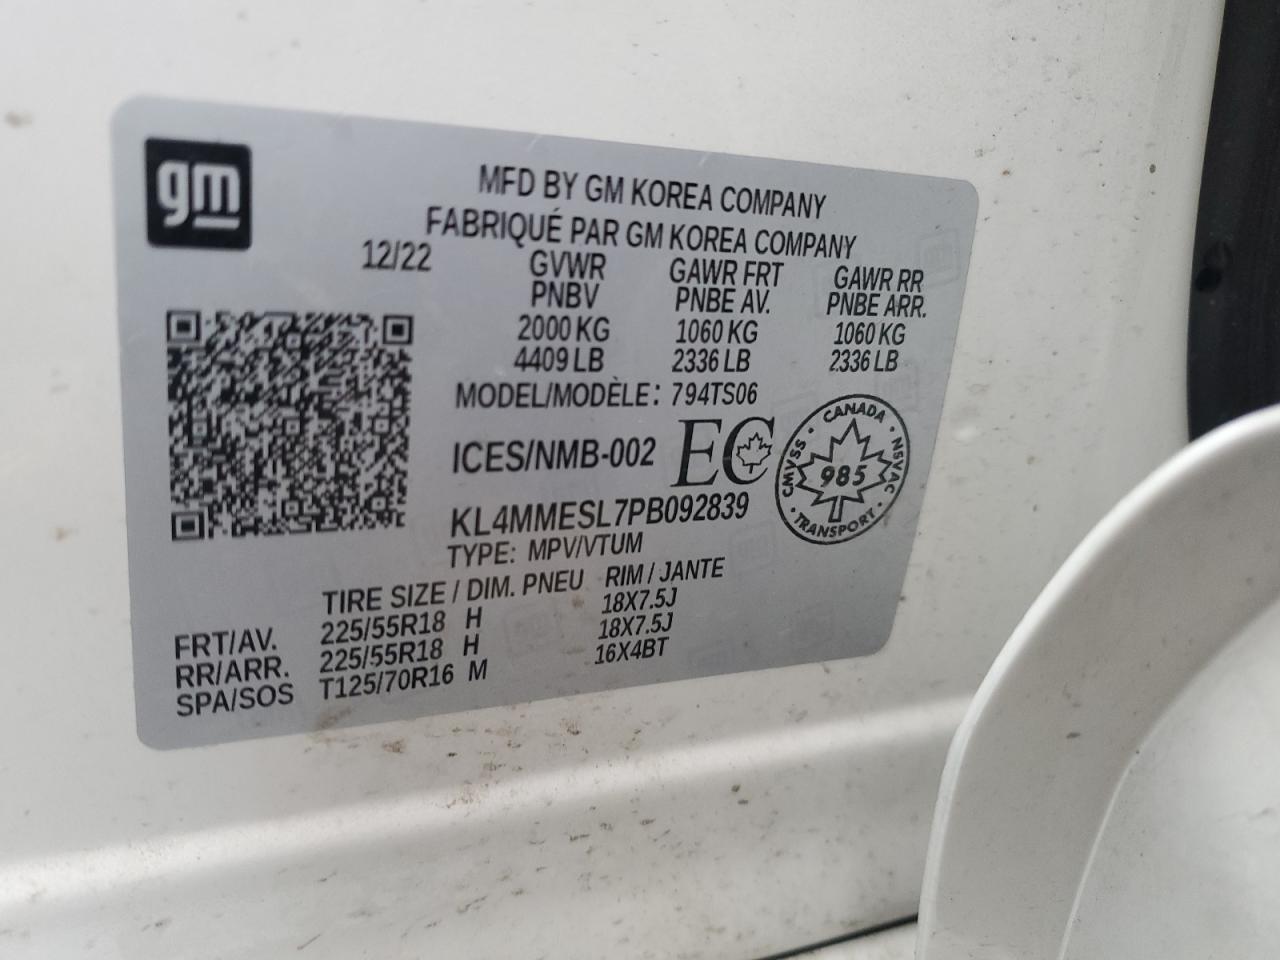 gm
MFD BY GM KOREA COMPANY
FABRIQUÉ PAR GM KOREA COMPANY
12/22 GVWR GAWR FRT GAWR RR
PNBV PNBE AV. PNBE ARR.
2000 KG 1060 KG 1060 KG
4409 LB 2336 LB 2336 LB
MODEL/MODÈLE: 794TS06
ICES/NMB-002 EC
CANADA
CMVSS 985 NSVAC
TRANSPORT
KL4MMESL7PB092839
TYPE: MPV/VTUM
TIRE SIZE / DIM. PNEU RIM / JANTE
FRT/AV. 225/55R18 H 18X7.5J
RR/ARR. 225/55R18 H 18X7.5J
SPA/SOS T125/70R16 M 16X4BT